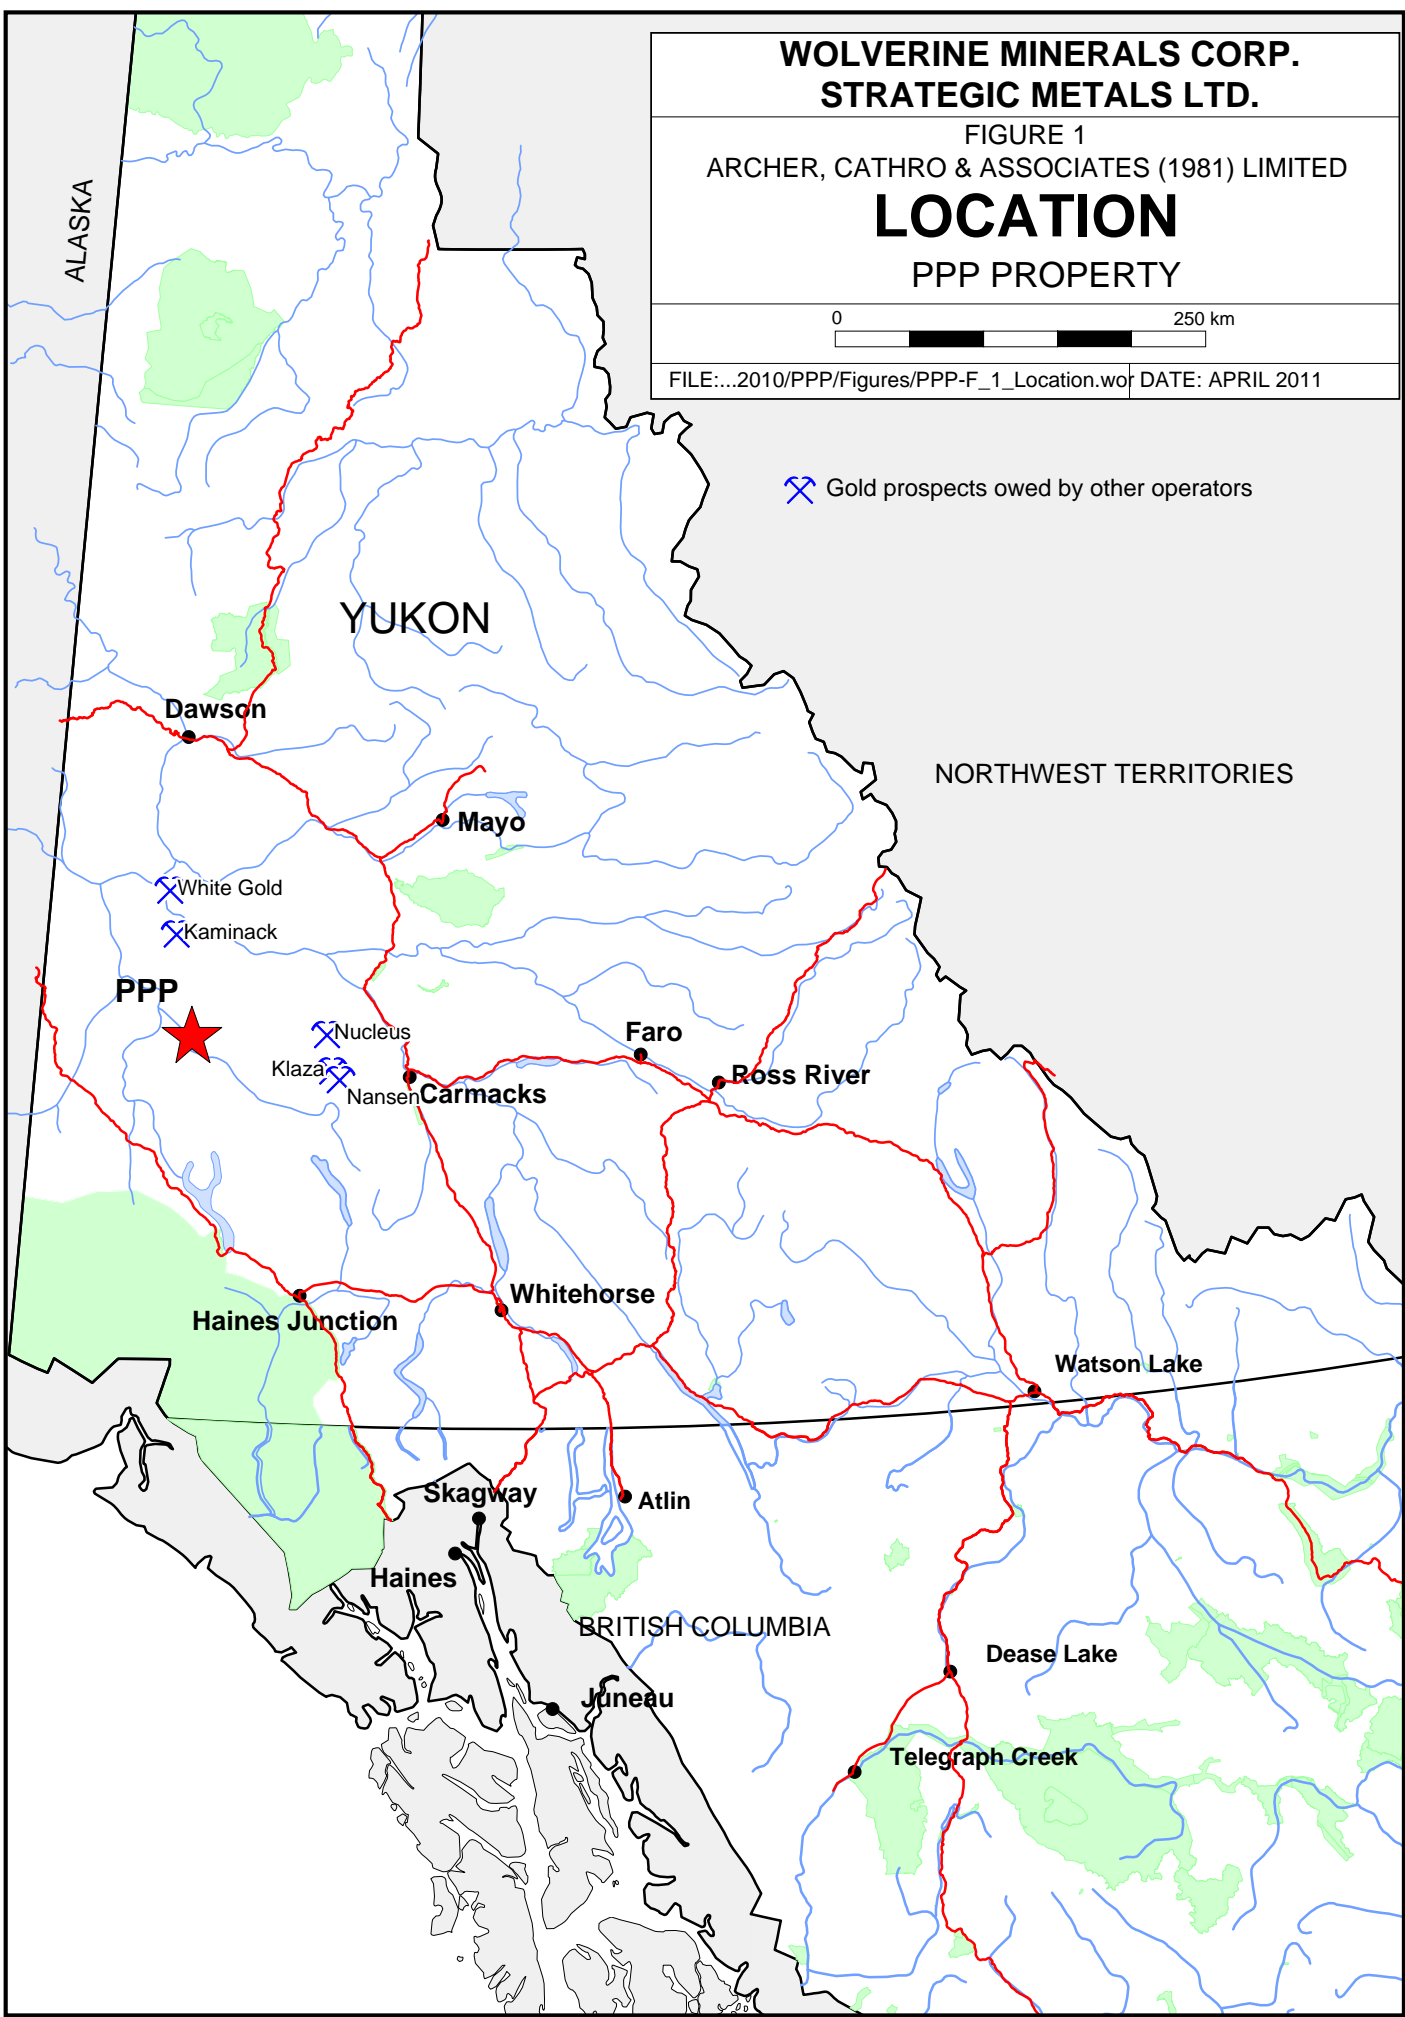 WOLVERINE MINERALS CORP.
STRATEGIC METALS LTD.
FIGURE 1
ARCHER, CATHRO & ASSOCIATES (1981) LIMITED
LOCATION
PPP PROPERTY
0 250 km
FILE:...2010/PPP/Figures/PPP-F_1_Location.wor DATE: APRIL 2011
ALASKA
Gold prospects owed by other operators
YUKON
Dawson
NORTHWEST TERRITORIES
Mayo
White Gold
Kaminack
PPP
Nucleus
Faro
Klaza
Ross River
Nansen
Carmacks
Whitehorse
Haines Junction
Watson Lake
Skagway
Atlin
Haines
BRITISH COLUMBIA
Dease Lake
Juneau
Telegraph Creek